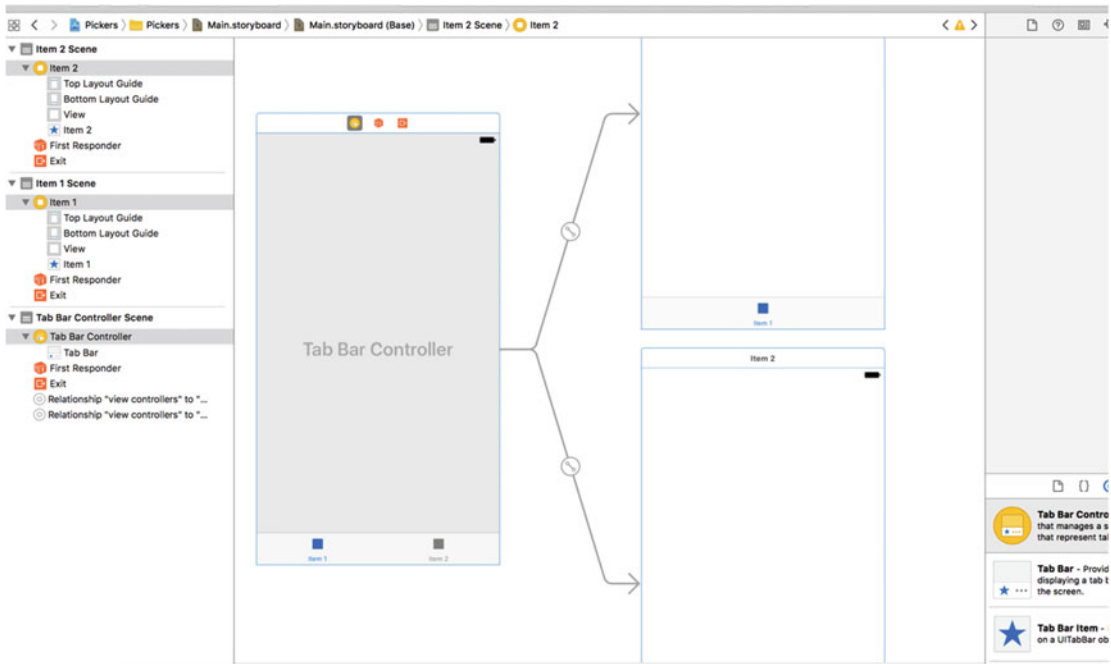 Pickers Pickers Main.storyboard Main.storyboard (Base) Item 2 Scene Item 2
Item 2 Scene
Item 2
Top Layout Guide
Bottom Layout Guide
View
Item 2
First Responder
Exit
Item 1 Scene
Item 1
Top Layout Guide
Bottom Layout Guide
View
Item 1
First Responder
Exit
Tab Bar Controller Scene
Tab Bar Controller
Tab Bar
First Responder
Exit
Relationship "view controllers" to "...
Relationship "view controllers" to "...
Tab Bar Controller
Item 1
Item 2
Item 1
Item 2
Tab Bar Contro
that manages a s
that represent tal
Tab Bar - Provid
displaying a tab b
the screen.
Tab Bar Item -
on a UITabBar ob